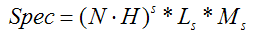 Spec = (N · H)^s * L_s * M_s